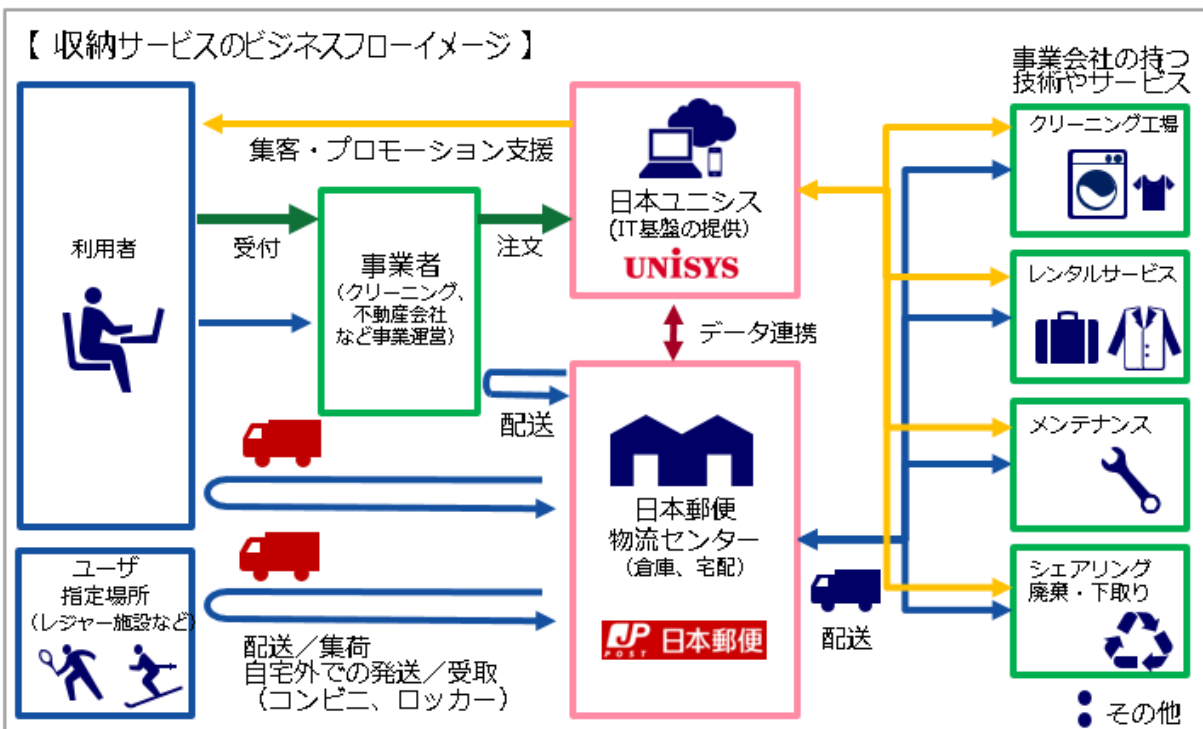 【 収納サービスのビジネスフローイメージ 】
事業会社の持つ
技術やサービス
集客・プロモーション支援
利用者
受付
事業者
(クリーニング、
不動産会社
など事業運営)
注文
日本ユニシス
(IT基盤の提供)
UNiSYS
データ連携
配送
日本郵便
物流センター
(倉庫、宅配)
JP
POST
日本郵便
ユーザ
指定場所
(レジャー施設など)
配送／集荷
自宅外での発送／受取
(コンビニ、ロッカー)
配送
クリーニング工場
レンタルサービス
メンテナンス
シェアリング
廃棄・下取り
その他